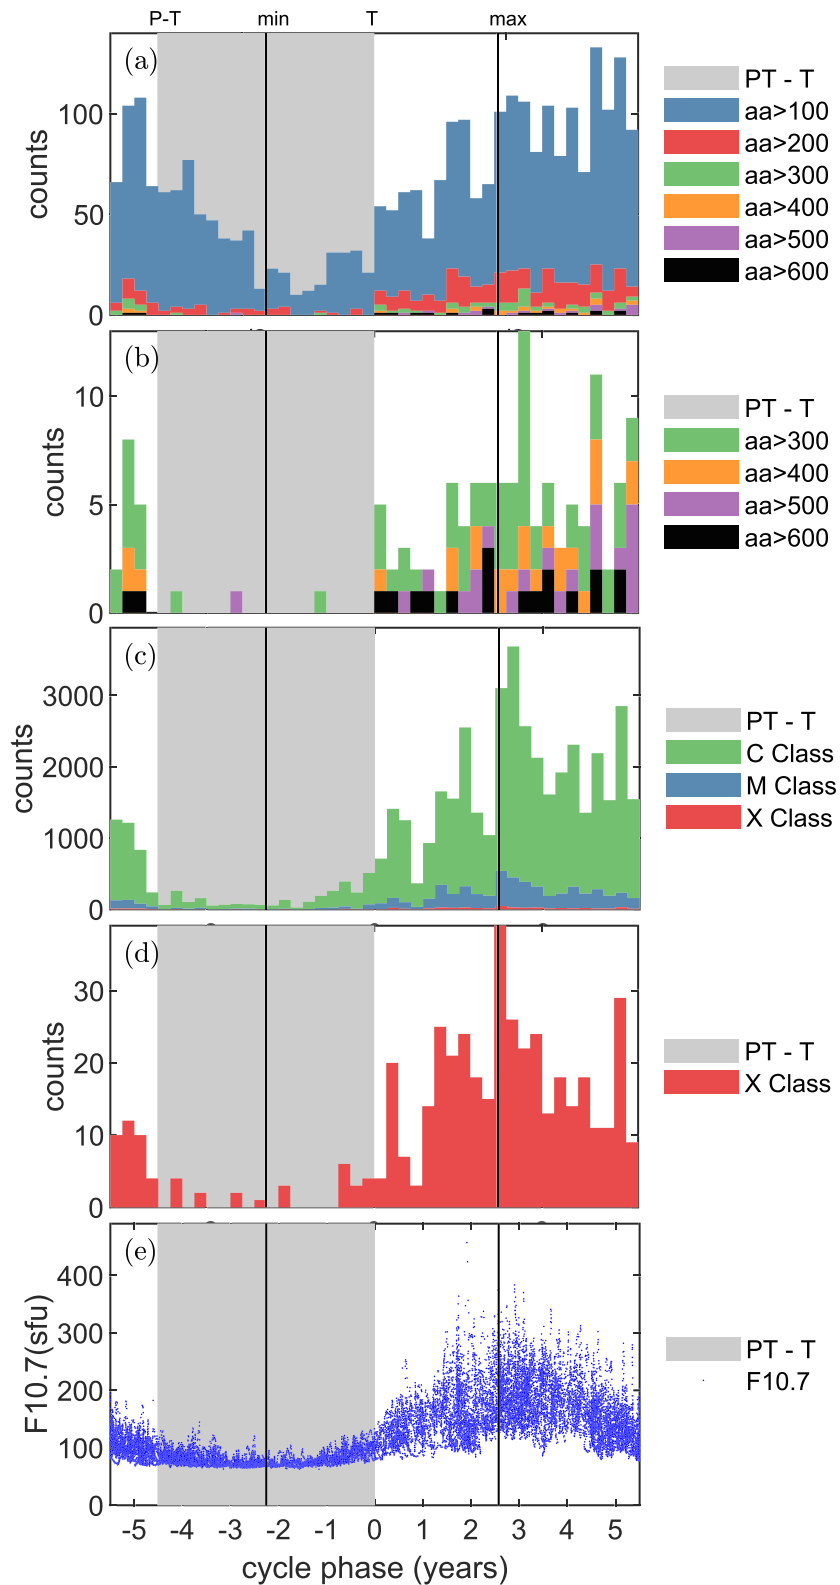 P-T min T max
(a)
100
50
0
counts
PT - T
aa>100
aa>200
aa>300
aa>400
aa>500
aa>600
(b)
10
5
0
counts
PT - T
aa>300
aa>400
aa>500
aa>600
(c)
3000
2000
1000
0
counts
PT - T
C Class
M Class
X Class
(d)
30
20
10
0
counts
PT - T
X Class
(e)
400
300
200
100
0
F10.7(sfu)
PT - T
F10.7
-5 -4 -3 -2 -1 0 1 2 3 4 5
cycle phase (years)